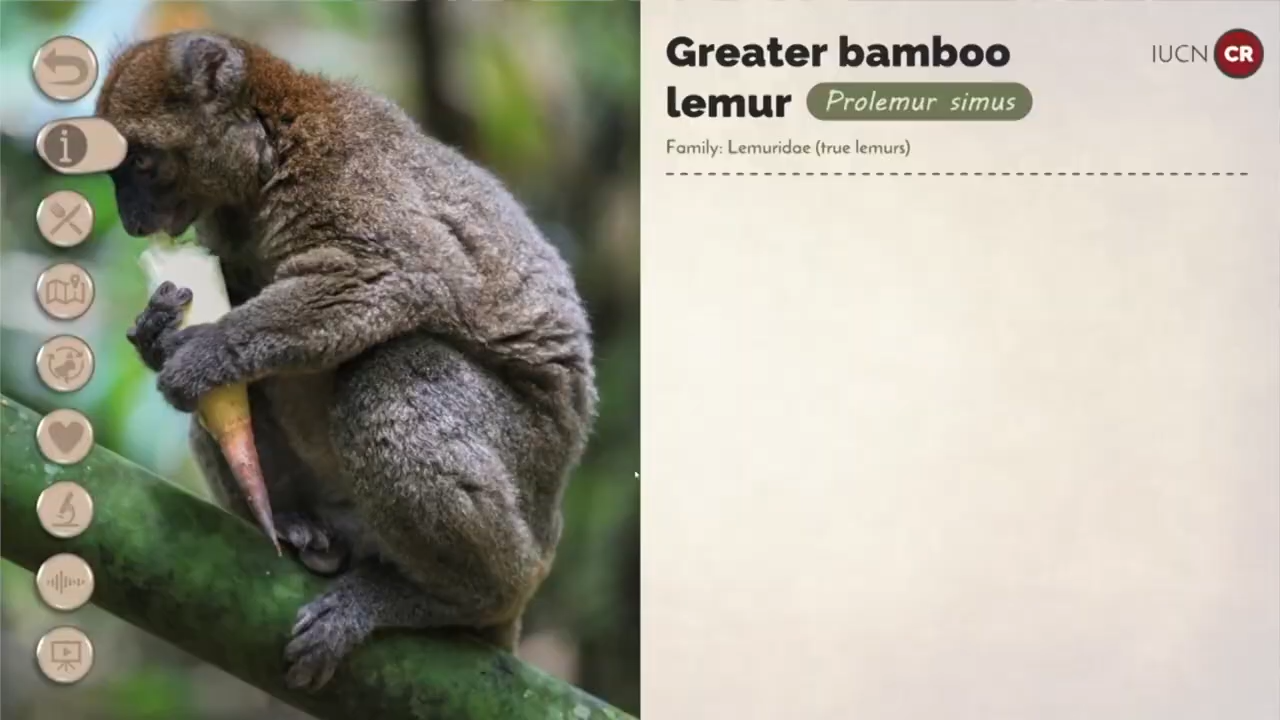 Greater bamboo
lemur Prolemur simus
IUCN CR
Family: Lemuridae (true lemurs)
i